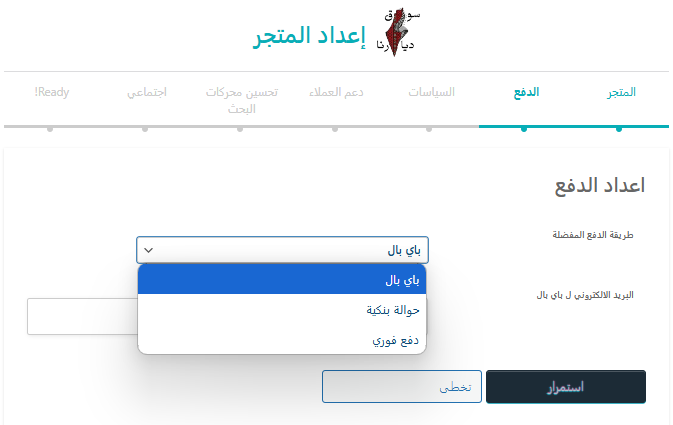 سوق
ديارنا
إعداد المتجر
المتجر
الدفع
السياسات
دعم العملاء
تحسين محركات
البحث
اجتماعي
Ready!
اعداد الدفع
طريقة الدفع المفضلة
باي بال
باي بال
حوالة بنكية
دفع فوري
البريد الالكتروني ل باي بال
استمرار
تخطى